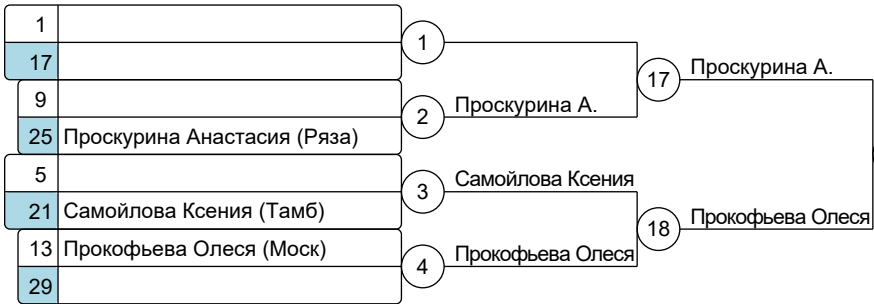 1
1
17
17
Проскурина А.
9
2
Проскурина А.
25 Проскурина Анастасия (Ряза)
5
3
Самойлова Ксения
21 Самойлова Ксения (Тамб)
18
Прокофьева Олеся
13 Прокофьева Олеся (Моск)
4
Прокофьева Олеся
29